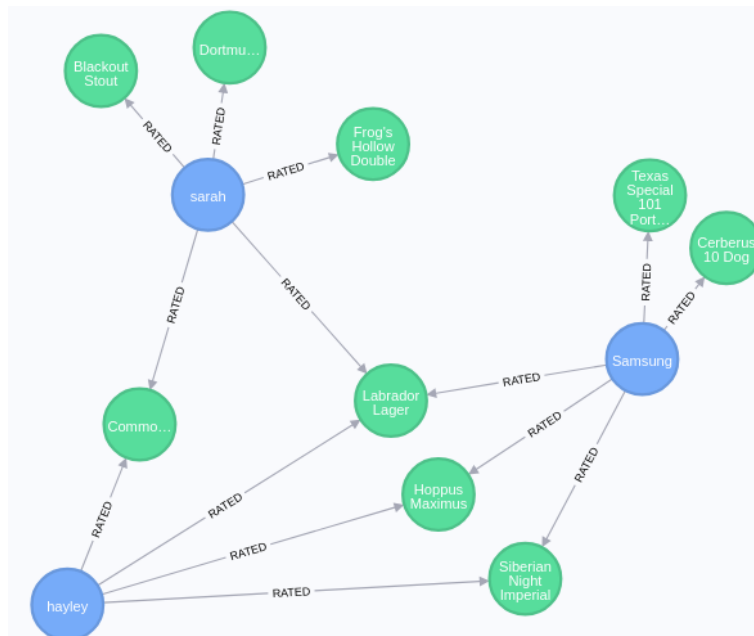 Dortmu…
Blackout
Stout
RATED
RATED
Frog's
Hollow
Double
RATED
sarah
Texas
Special
101
Port…
Cerberus
10 Dog
RATED
RATED
RATED
RATED
Samsung
RATED
Labrador
Lager
Commo…
RATED
RATED
Hoppus
Maximus
RATED
RATED
RATED
Siberian
Night
Imperial
RATED
hayley